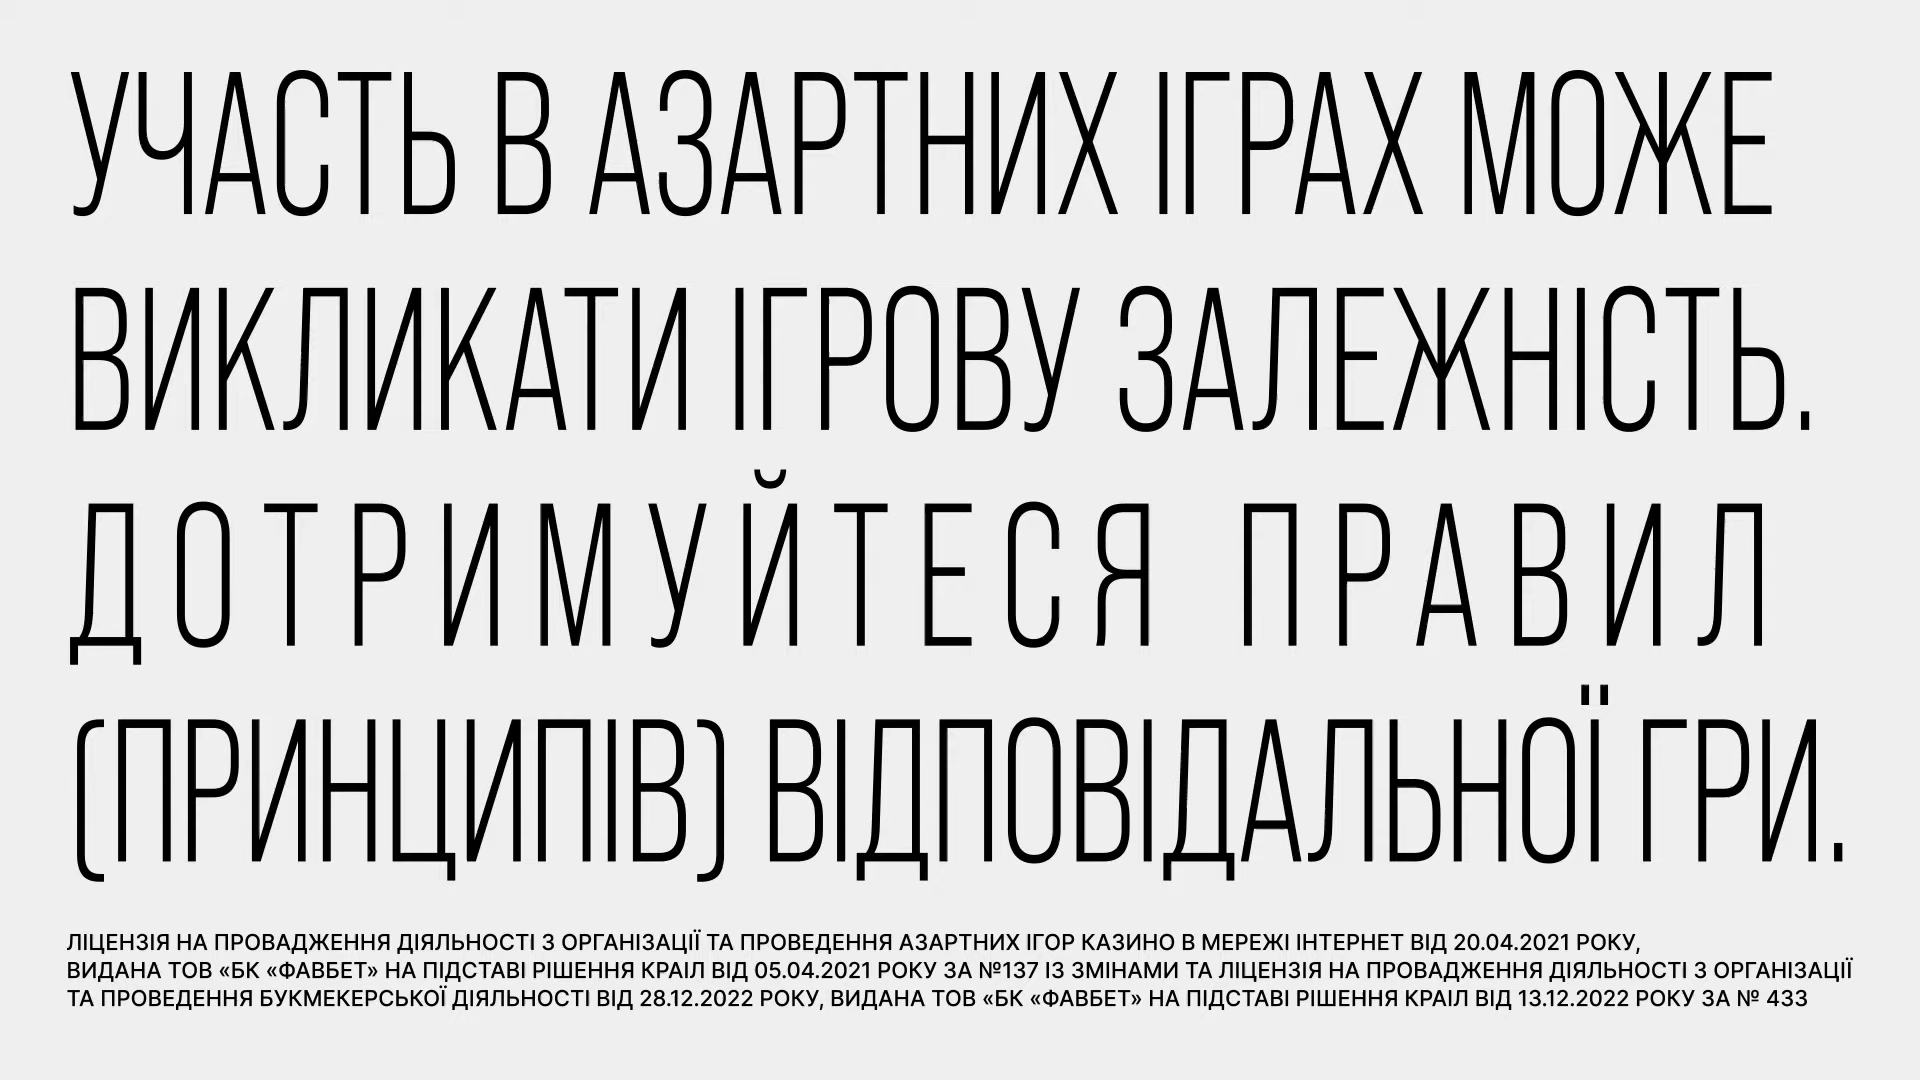 УЧАСТЬ В АЗАРТНИХ ІГРАХ МОЖЕ
ВИКЛИКАТИ ІГРОВУ ЗАЛЕЖНІСТЬ.
ДОТРИМУЙТЕСЯ ПРАВИЛ
(ПРИНЦИПІВ) ВІДПОВІДАЛЬНОЇ ГРИ.
ЛІЦЕНЗІЯ НА ПРОВАДЖЕННЯ ДІЯЛЬНОСТІ З ОРГАНІЗАЦІЇ ТА ПРОВЕДЕННЯ АЗАРТНИХ ІГОР КАЗИНО В МЕРЕЖІ ІНТЕРНЕТ ВІД 20.04.2021 РОКУ,
ВИДАНА ТОВ «БК «ФАВБЕТ» НА ПІДСТАВІ РІШЕННЯ КРАІЛ ВІД 05.04.2021 РОКУ ЗА №137 ІЗ ЗМІНАМИ ТА ЛІЦЕНЗІЯ НА ПРОВАДЖЕННЯ ДІЯЛЬНОСТІ З ОРГАНІЗАЦІЇ
ТА ПРОВЕДЕННЯ БУКМЕКЕРСЬКОЇ ДІЯЛЬНОСТІ ВІД 28.12.2022 РОКУ, ВИДАНА ТОВ «БК «ФАВБЕТ» НА ПІДСТАВІ РІШЕННЯ КРАІЛ ВІД 13.12.2022 РОКУ ЗА № 433